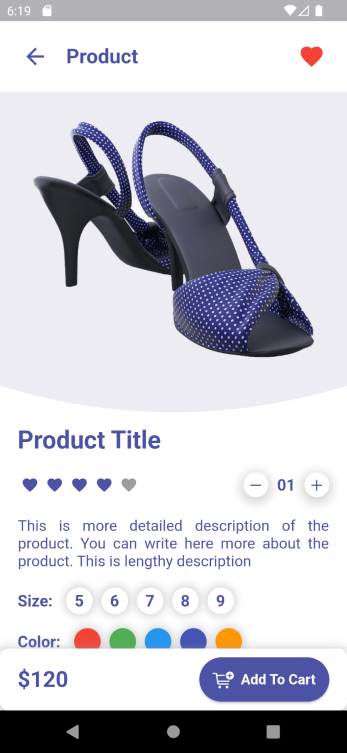 6:19
Product
Product Title
01
This is more detailed description of the
product. You can write here more about the
product. This is lengthy description
Size: 5 6 7 8 9
Color:
$120 Add To Cart